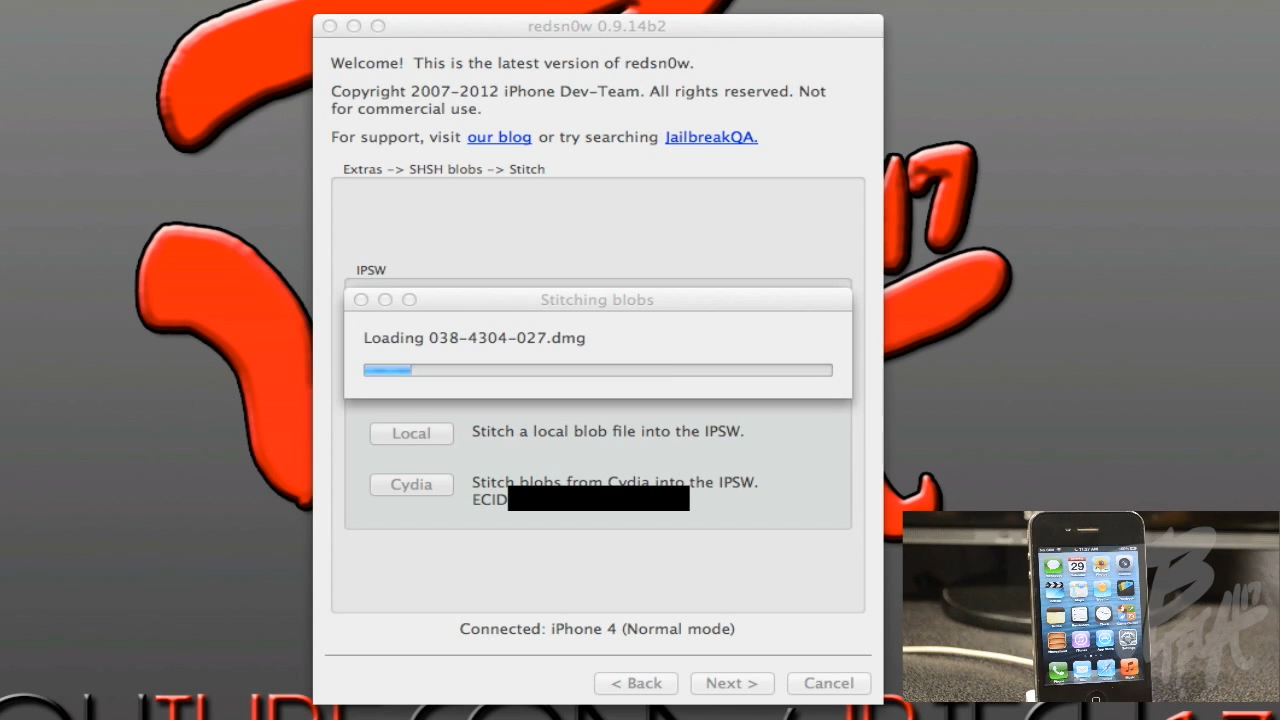 redsn0w 0.9.14b2
Welcome!  This is the latest version of redsn0w.
Copyright 2007-2012 iPhone Dev-Team. All rights reserved. Not
for commercial use.
For support, visit our blog or try searching JailbreakQA.
Extras -> SHSH blobs -> Stitch
IPSW
Stitching blobs
Loading 038-4304-027.dmg
Local
Stitch a local blob file into the IPSW.
Cydia
Stitch blobs from Cydia into the IPSW.
ECID
29
Connected: iPhone 4 (Normal mode)
< Back
Next >
Cancel